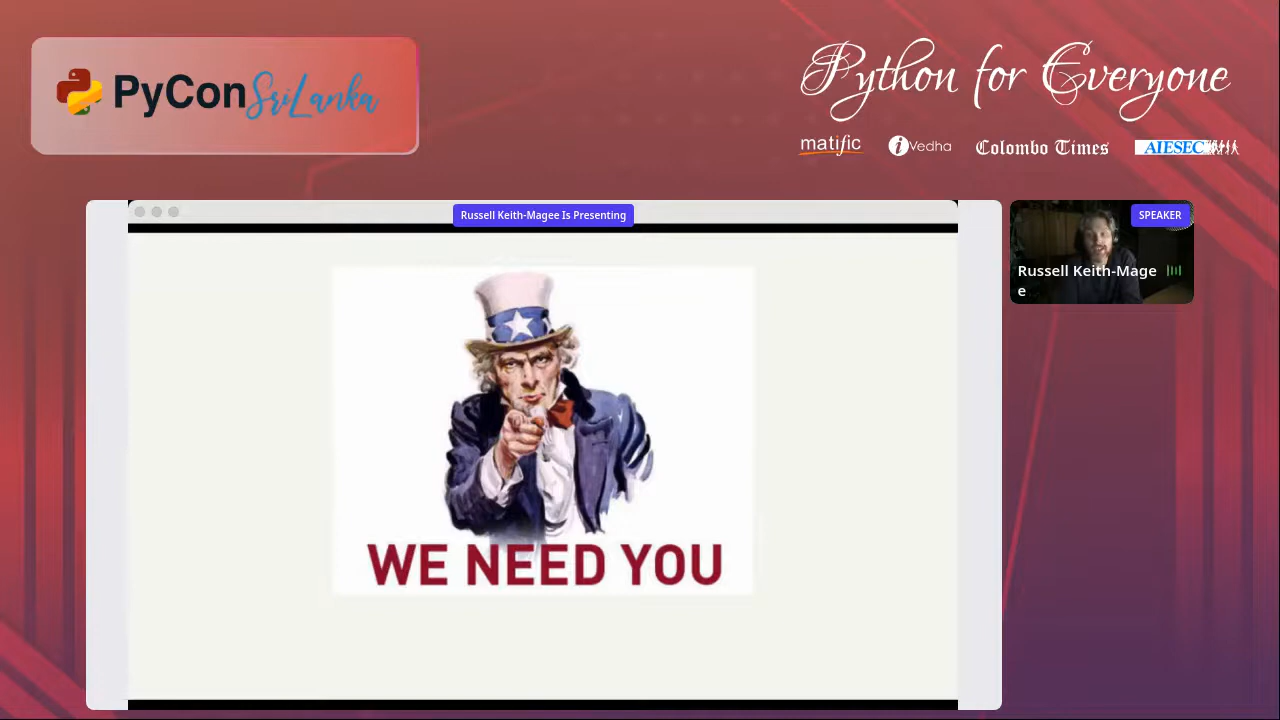 PyCon SriLanka
Python for Everyone
matific
iVedha
Colombo Times
AIESEC
Russell Keith-Magee Is Presenting
SPEAKER
Russell Keith-Mage
e
WE NEED YOU